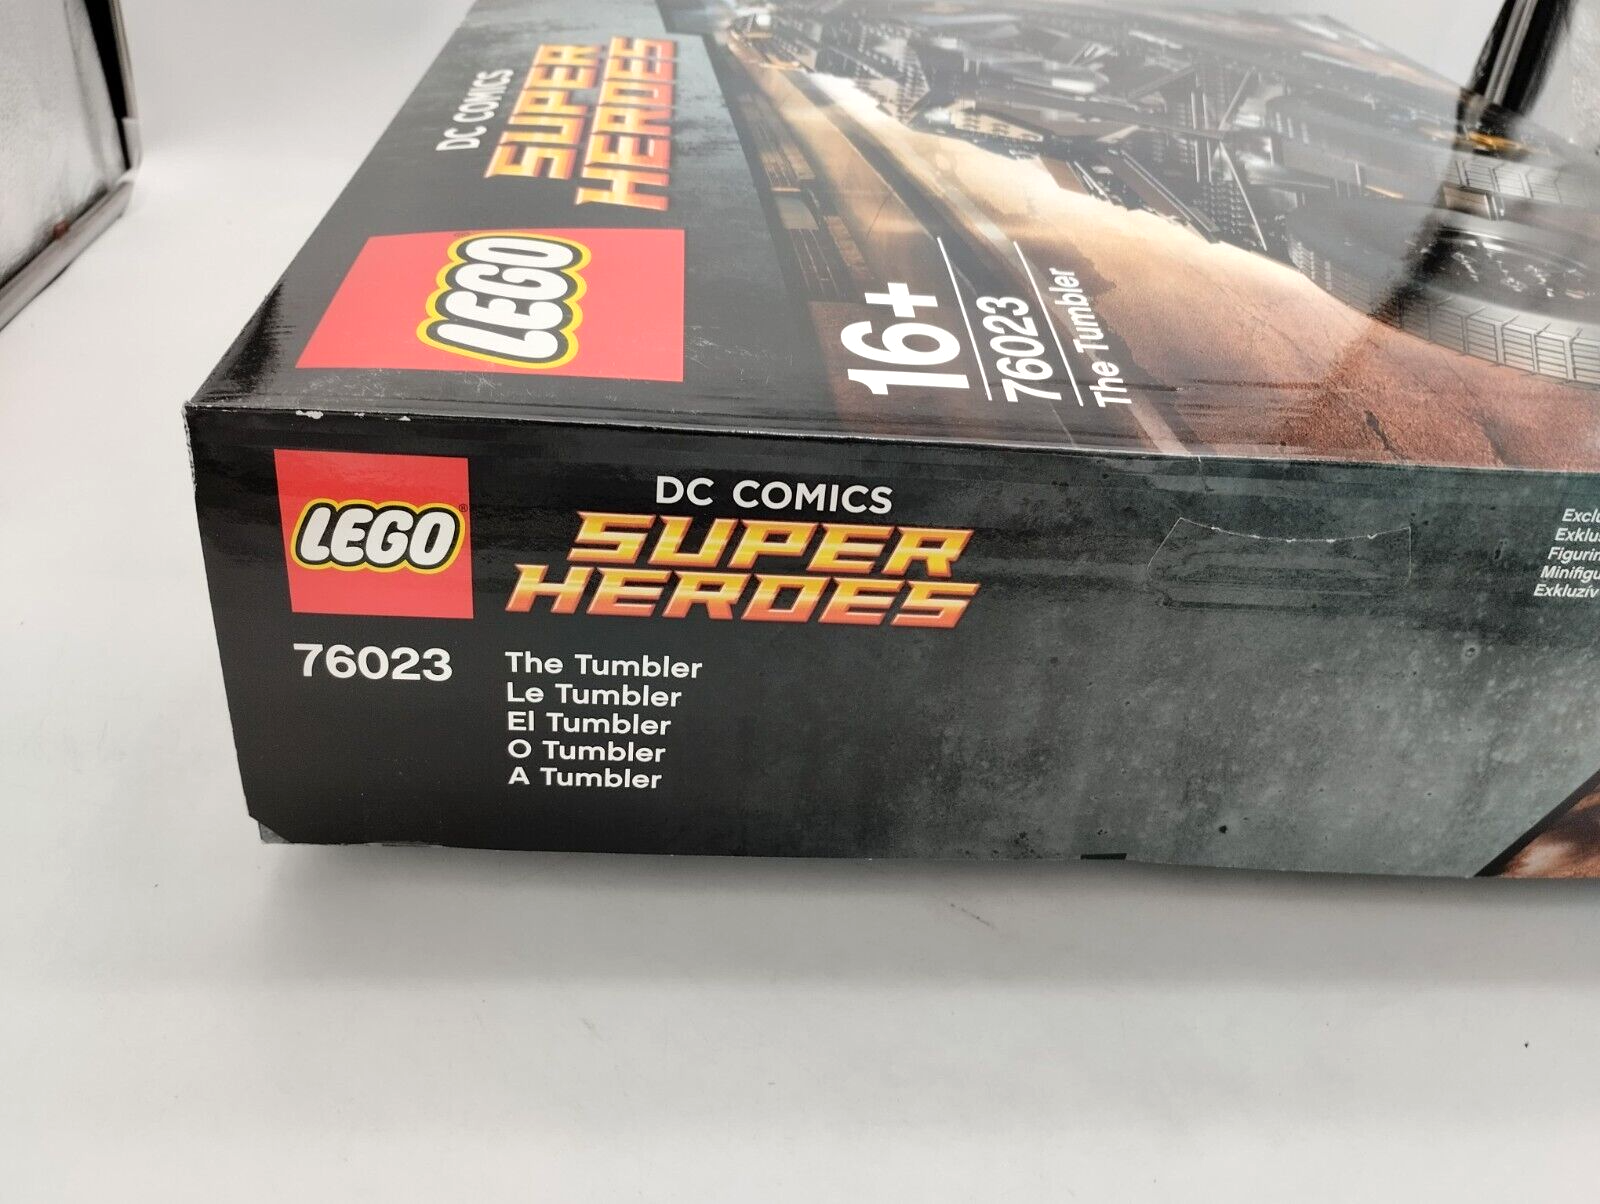 DC COMICS
SUPER
HEROES
LEGO®
16+
76023
The Tumbler
LEGO®
DC COMICS
SUPER
HEROES
76023
The Tumbler
Le Tumbler
El Tumbler
O Tumbler
A Tumbler